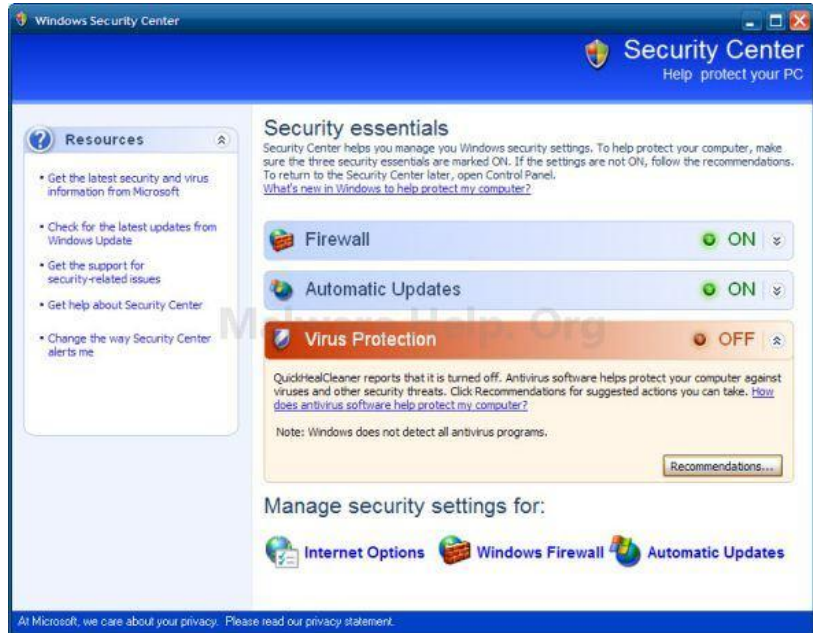 Windows Security Center
Security Center
Help protect your PC
Resources
Get the latest security and virus
information from Microsoft
Check for the latest updates from
Windows Update
Get the support for
security-related issues
Get help about Security Center
Change the way Security Center
alerts me
Security essentials
Security Center helps you manage you Windows security settings. To help protect your computer, make
sure the three security essentials are marked ON. If the settings are not ON, follow the recommendations.
To return to the Security Center later, open Control Panel.
What's new in Windows to help protect my computer?
Firewall ON
Automatic Updates ON
Malware-Help. Org
Virus Protection OFF
QuickHealCleaner reports that it is turned off. Antivirus software helps protect your computer against
viruses and other security threats. Click Recommendations for suggested actions you can take. How
does antivirus software help protect my computer?
Note: Windows does not detect all antivirus programs.
Recommendations...
Manage security settings for:
Internet Options Windows Firewall Automatic Updates
At Microsoft, we care about your privacy. Please read our privacy statement.